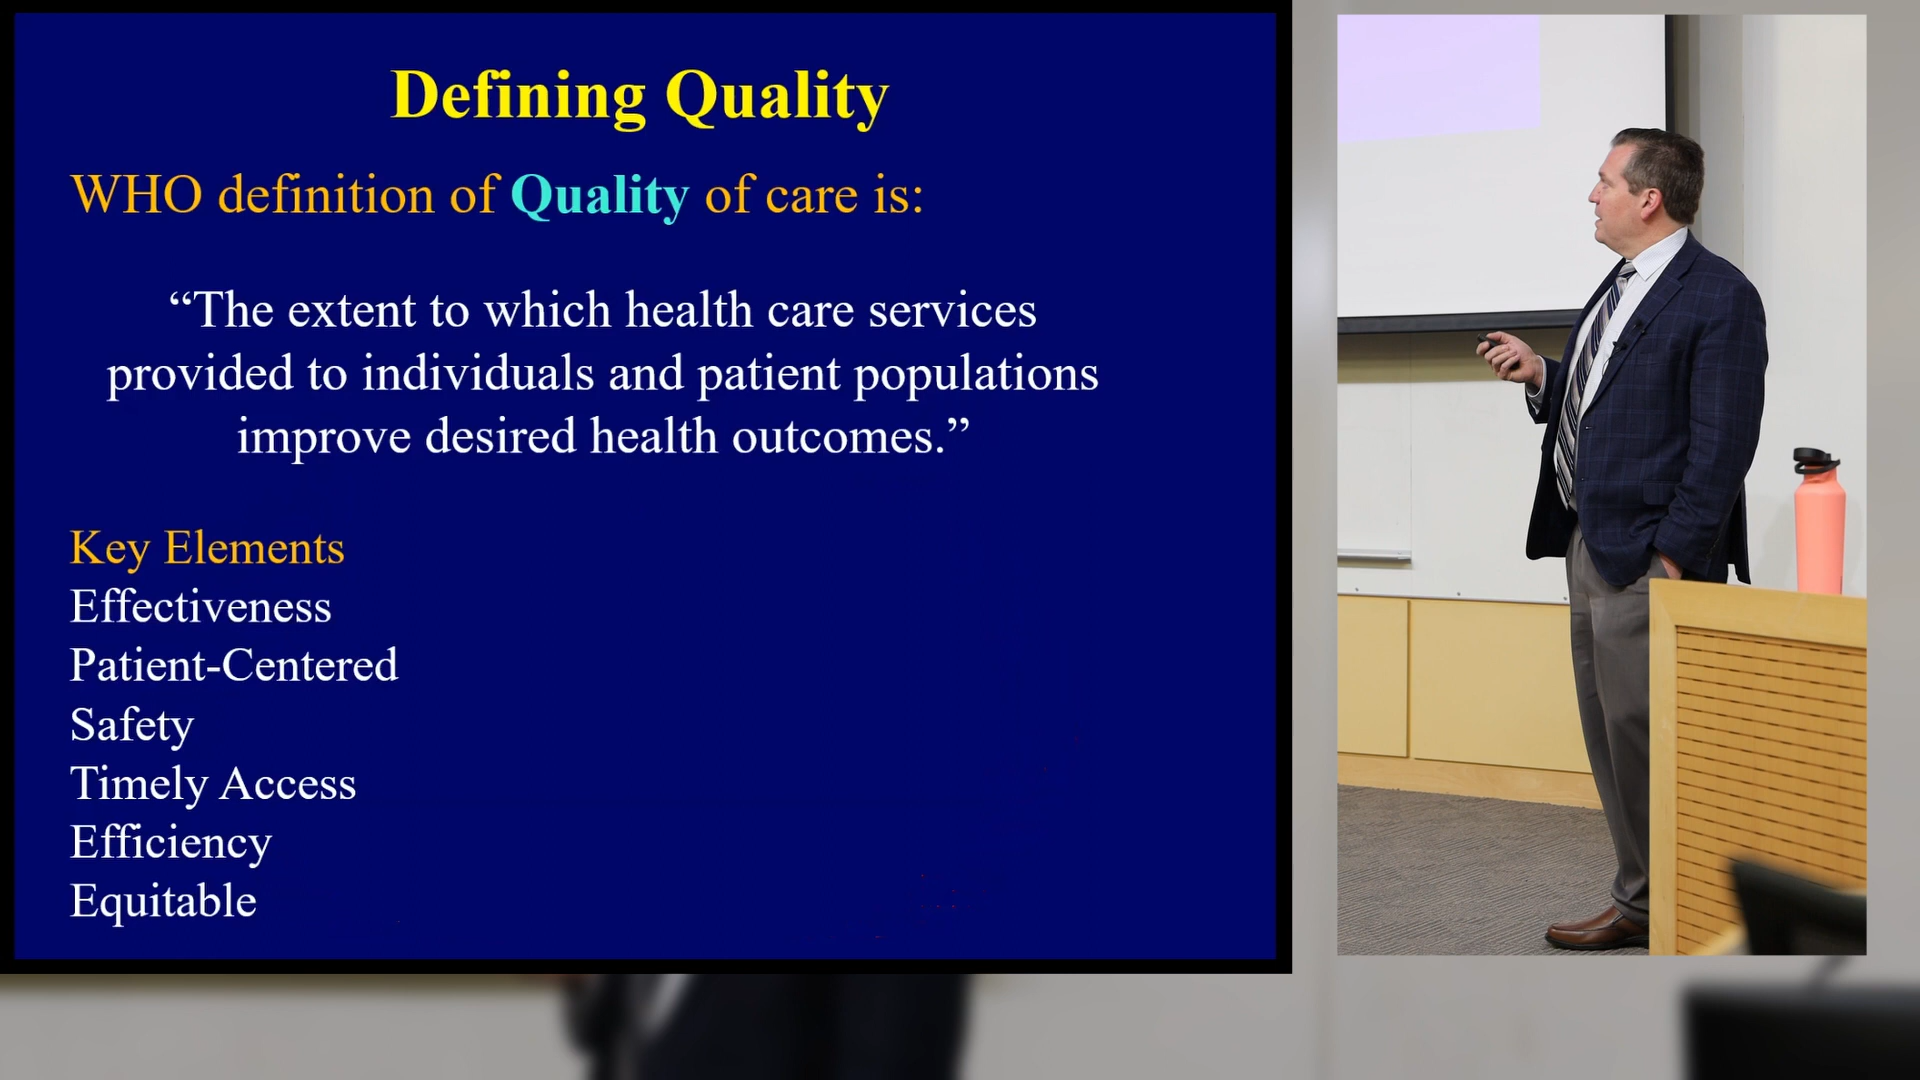 Defining Quality
WHO definition of Quality of care is:
“The extent to which health care services
provided to individuals and patient populations
improve desired health outcomes.”
Key Elements
Effectiveness
Patient-Centered
Safety
Timely Access
Efficiency
Equitable